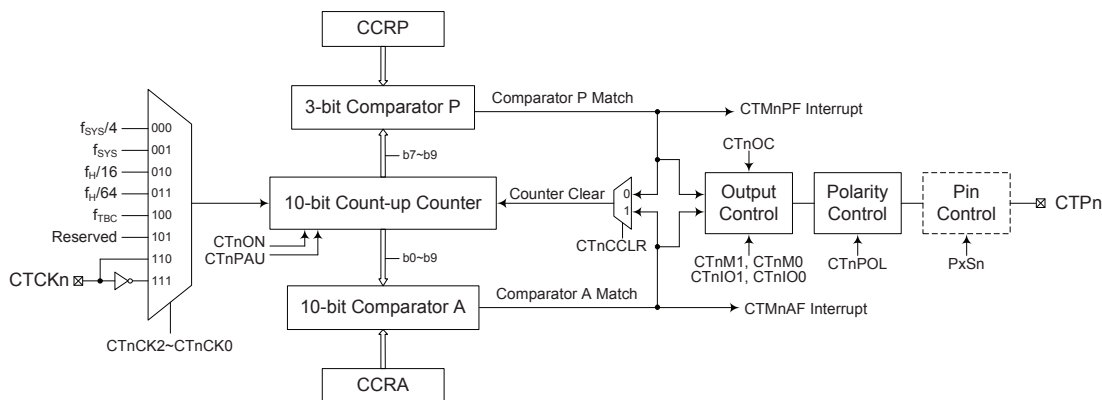 CCRP
3-bit Comparator P
Comparator P Match
CTMnPF Interrupt
b7~b9
fSYS/4
000
fSYS
001
fH/16
010
fH/64
011
fTBC
100
Reserved
101
110
111
CTCKn
CTnCK2~CTnCK0
10-bit Count-up Counter
CTnON
CTnPAU
Counter Clear
0
1
CTnCCLR
CTnOC
Output
Control
CTnM1, CTnM0
CTnIO1, CTnIO0
Polarity
Control
CTnPOL
Pin
Control
PxSn
CTPn
b0~b9
10-bit Comparator A
Comparator A Match
CTMnAF Interrupt
CCRA